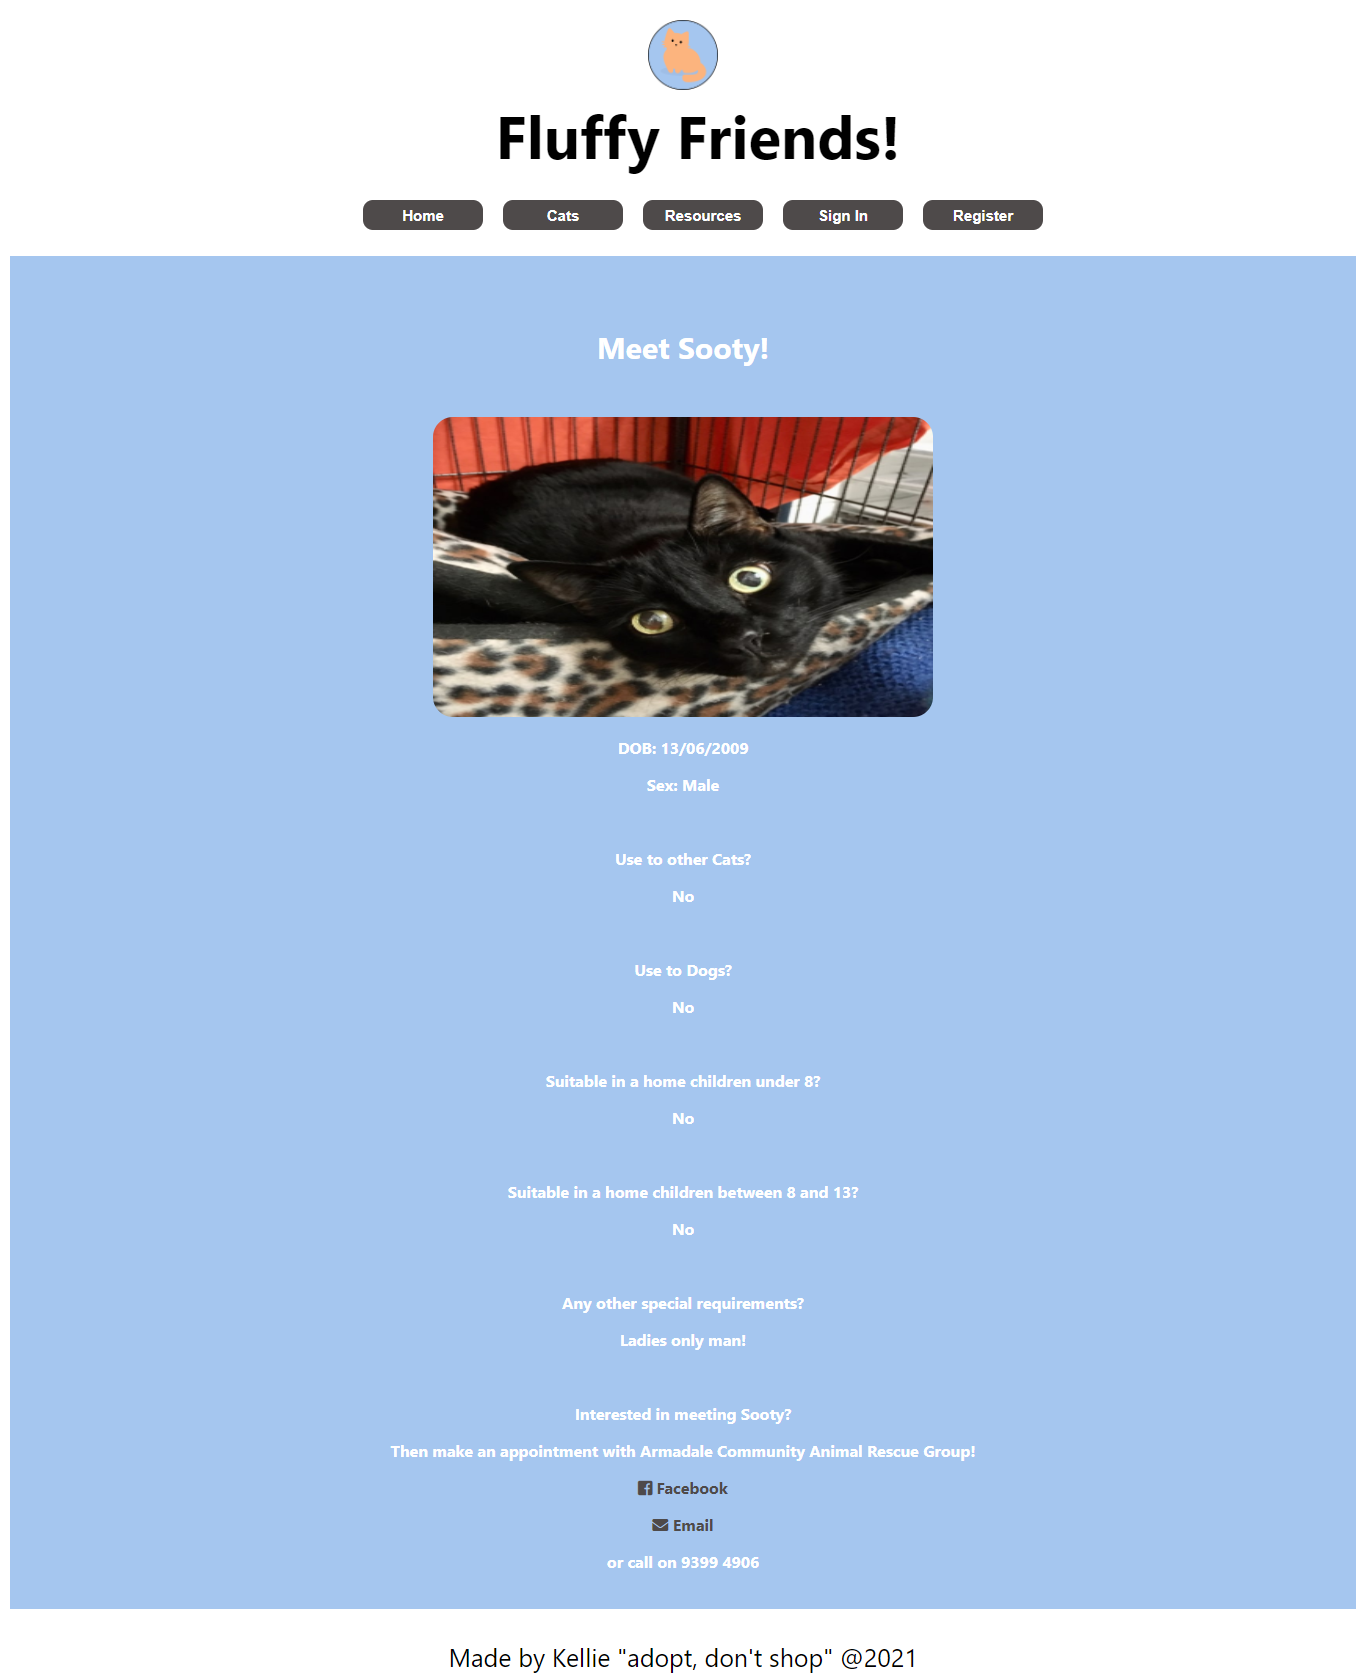 Fluffy Friends!
Home Cats Resources Sign In Register
Meet Sooty!
DOB: 13/06/2009
Sex: Male
Use to other Cats?
No
Use to Dogs?
No
Suitable in a home children under 8?
No
Suitable in a home children between 8 and 13?
No
Any other special requirements?
Ladies only man!
Interested in meeting Sooty?
Then make an appointment with Armadale Community Animal Rescue Group!
Facebook
Email
or call on 9399 4906
Made by Kellie "adopt, don't shop" @2021